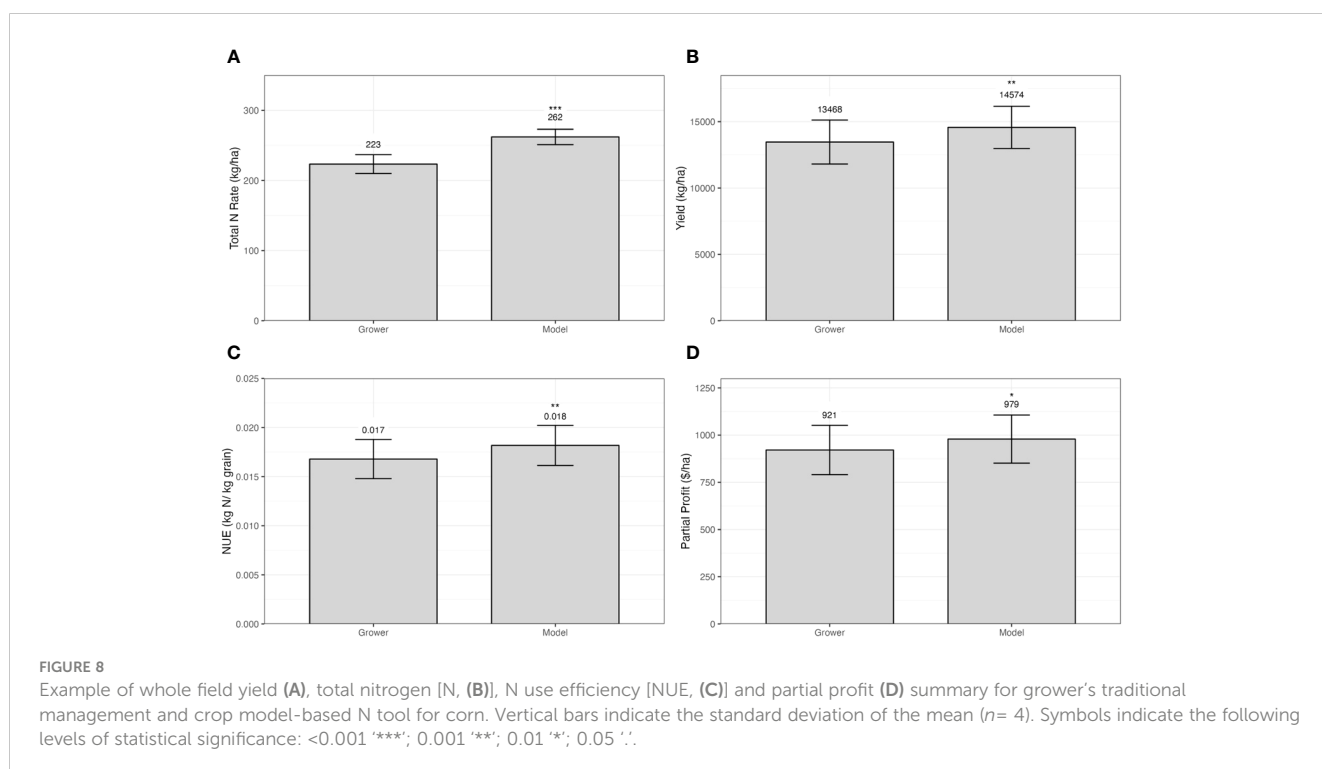 A
Total N Rate (kg/ha)
300
200
100
0
223
***
262
Grower
Model
B
Yield (kg/ha)
15000
10000
5000
0
13468
**
14574
Grower
Model
C
NUE (kg N/ kg grain)
0.025
0.020
0.015
0.010
0.005
0.000
0.017
**
0.018
Grower
Model
D
Partial Profit ($/ha)
1250
1000
750
500
250
0
921
*
979
Grower
Model
FIGURE 8
Example of whole field yield (A), total nitrogen [N, (B)], N use efficiency [NUE, (C)] and partial profit (D) summary for grower's traditional
management and crop model-based N tool for corn. Vertical bars indicate the standard deviation of the mean (n= 4). Symbols indicate the following
levels of statistical significance: <0.001 '***'; 0.001 '**'; 0.01 '*'; 0.05 '.'.